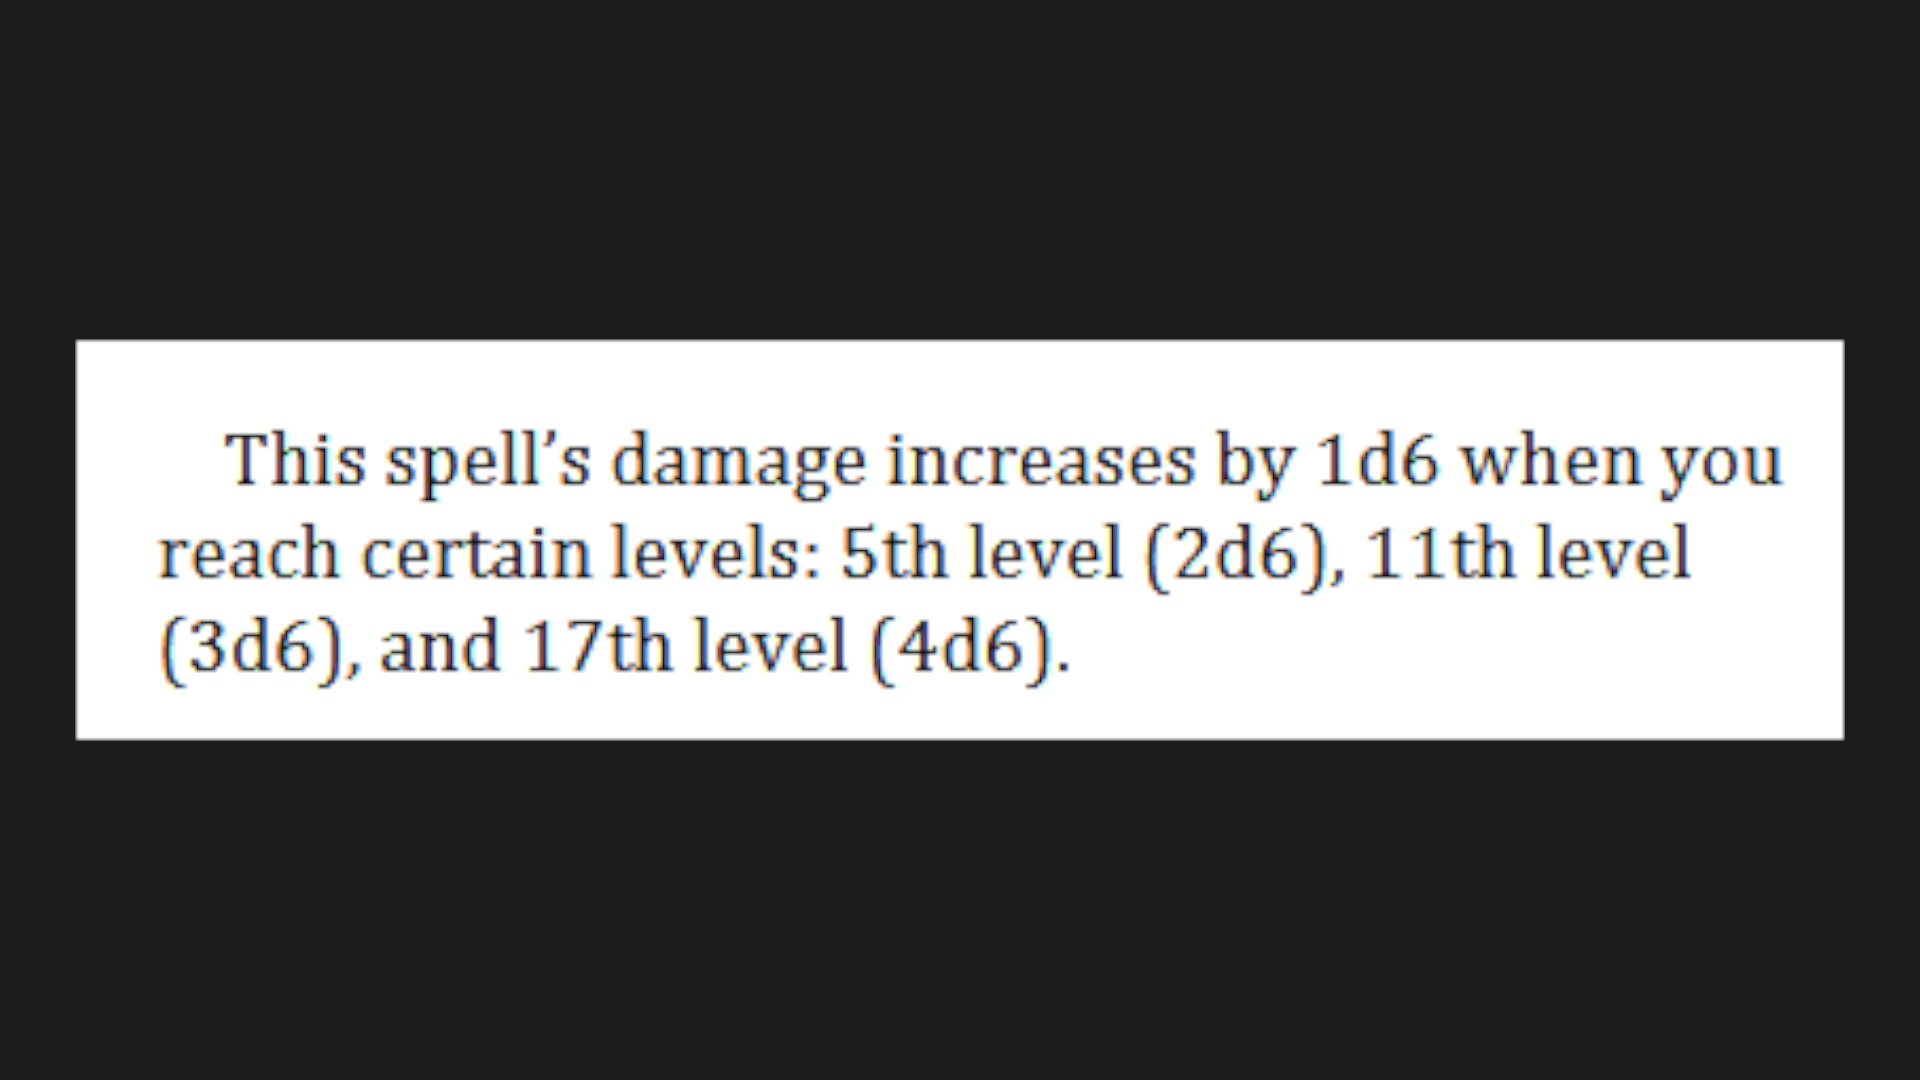 This spell’s damage increases by 1d6 when you
reach certain levels: 5th level (2d6), 11th level
(3d6), and 17th level (4d6).